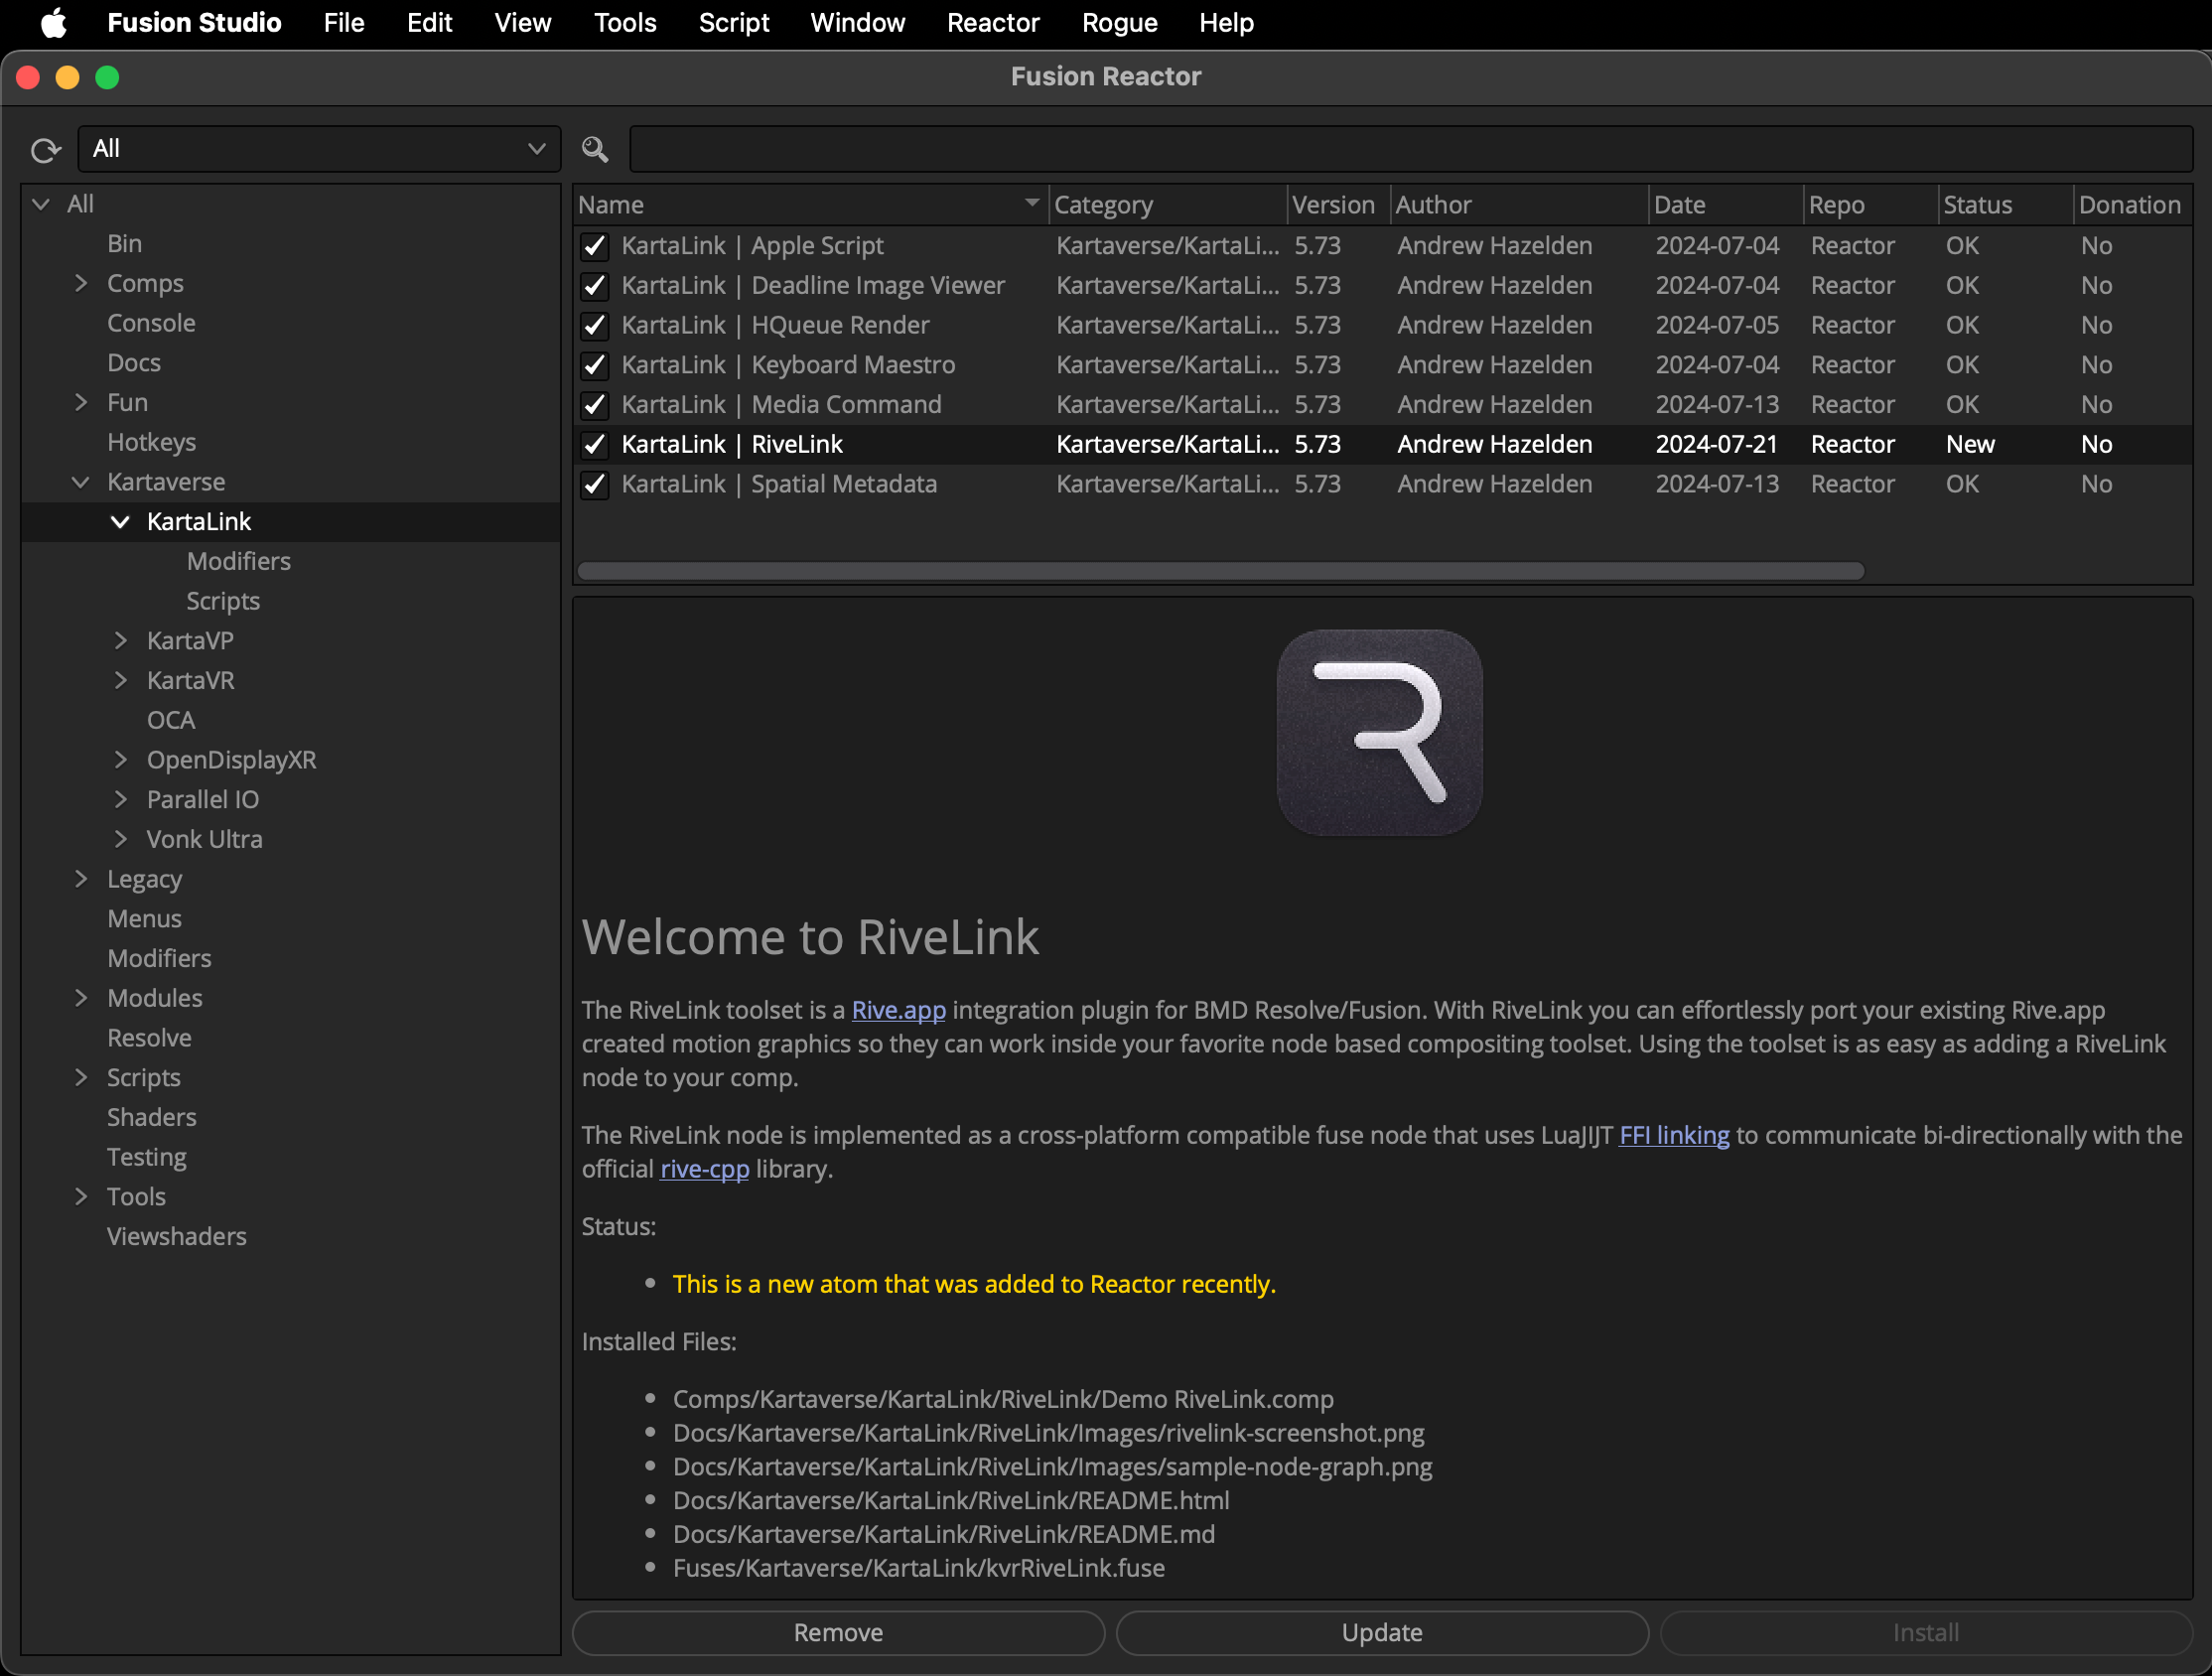 Fusion Studio File Edit View Tools Script Window Reactor Rogue Help
Fusion Reactor
All
All
Bin
Comps
Console
Docs
Fun
Hotkeys
Kartaverse
KartaLink
Modifiers
Scripts
KartaVP
KartaVR
OCA
OpenDisplayXR
Parallel IO
Vonk Ultra
Legacy
Menus
Modifiers
Modules
Resolve
Scripts
Shaders
Testing
Tools
Viewshaders
Name Category Version Author Date Repo Status Donation
KartaLink | Apple Script Kartaverse/KartaLi... 5.73 Andrew Hazelden 2024-07-04 Reactor OK No
KartaLink | Deadline Image Viewer Kartaverse/KartaLi... 5.73 Andrew Hazelden 2024-07-04 Reactor OK No
KartaLink | HQueue Render Kartaverse/KartaLi... 5.73 Andrew Hazelden 2024-07-05 Reactor OK No
KartaLink | Keyboard Maestro Kartaverse/KartaLi... 5.73 Andrew Hazelden 2024-07-04 Reactor OK No
KartaLink | Media Command Kartaverse/KartaLi... 5.73 Andrew Hazelden 2024-07-13 Reactor OK No
KartaLink | RiveLink Kartaverse/KartaLi... 5.73 Andrew Hazelden 2024-07-21 Reactor New No
KartaLink | Spatial Metadata Kartaverse/KartaLi... 5.73 Andrew Hazelden 2024-07-13 Reactor OK No
R
Welcome to RiveLink
The RiveLink toolset is a Rive.app integration plugin for BMD Resolve/Fusion. With RiveLink you can effortlessly port your existing Rive.app
created motion graphics so they can work inside your favorite node based compositing toolset. Using the toolset is as easy as adding a RiveLink
node to your comp.
The RiveLink node is implemented as a cross-platform compatible fuse node that uses LuaJIJT FFI linking to communicate bi-directionally with the
official rive-cpp library.
Status:
• This is a new atom that was added to Reactor recently.
Installed Files:
• Comps/Kartaverse/KartaLink/RiveLink/Demo RiveLink.comp
• Docs/Kartaverse/KartaLink/RiveLink/Images/rivelink-screenshot.png
• Docs/Kartaverse/KartaLink/RiveLink/Images/sample-node-graph.png
• Docs/Kartaverse/KartaLink/RiveLink/README.html
• Docs/Kartaverse/KartaLink/RiveLink/README.md
• Fuses/Kartaverse/KartaLink/kvrRiveLink.fuse
Remove Update Install